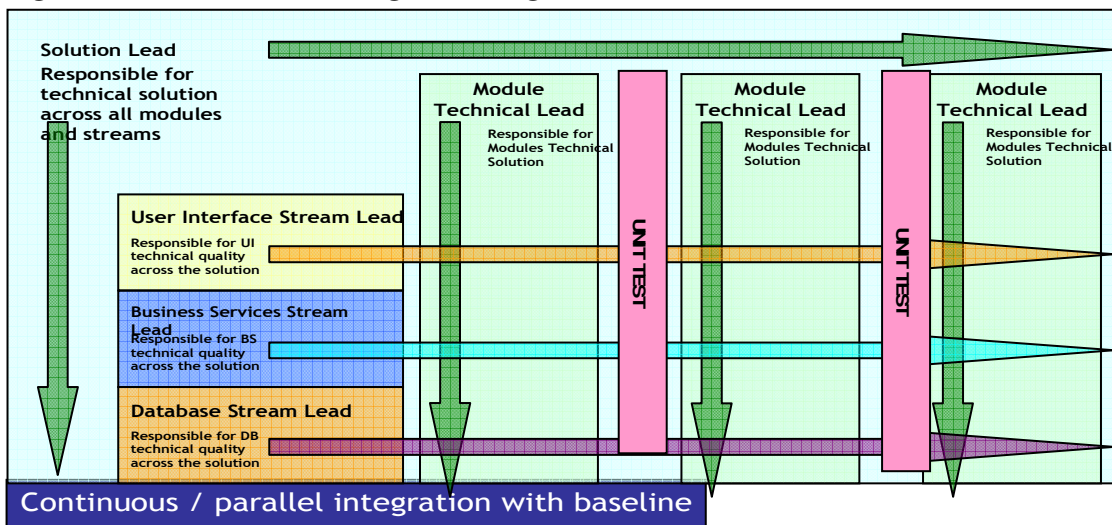 Solution Lead
Responsible for
technical solution
across all modules
and streams
Module
Technical Lead
Responsible for
Modules Technical
Solution
Module
Technical Lead
Responsible for
Modules Technical
Solution
Module
Technical Lead
Responsible for
Modules Technical
Solution
UNIT TEST
UNIT TEST
User Interface Stream Lead
Responsible for UI
technical quality
across the solution
Business Services Stream
Lead
Responsible for BS
technical quality
across the solution
Database Stream Lead
Responsible for DB
technical quality
across the solution
Continuous / parallel integration with baseline